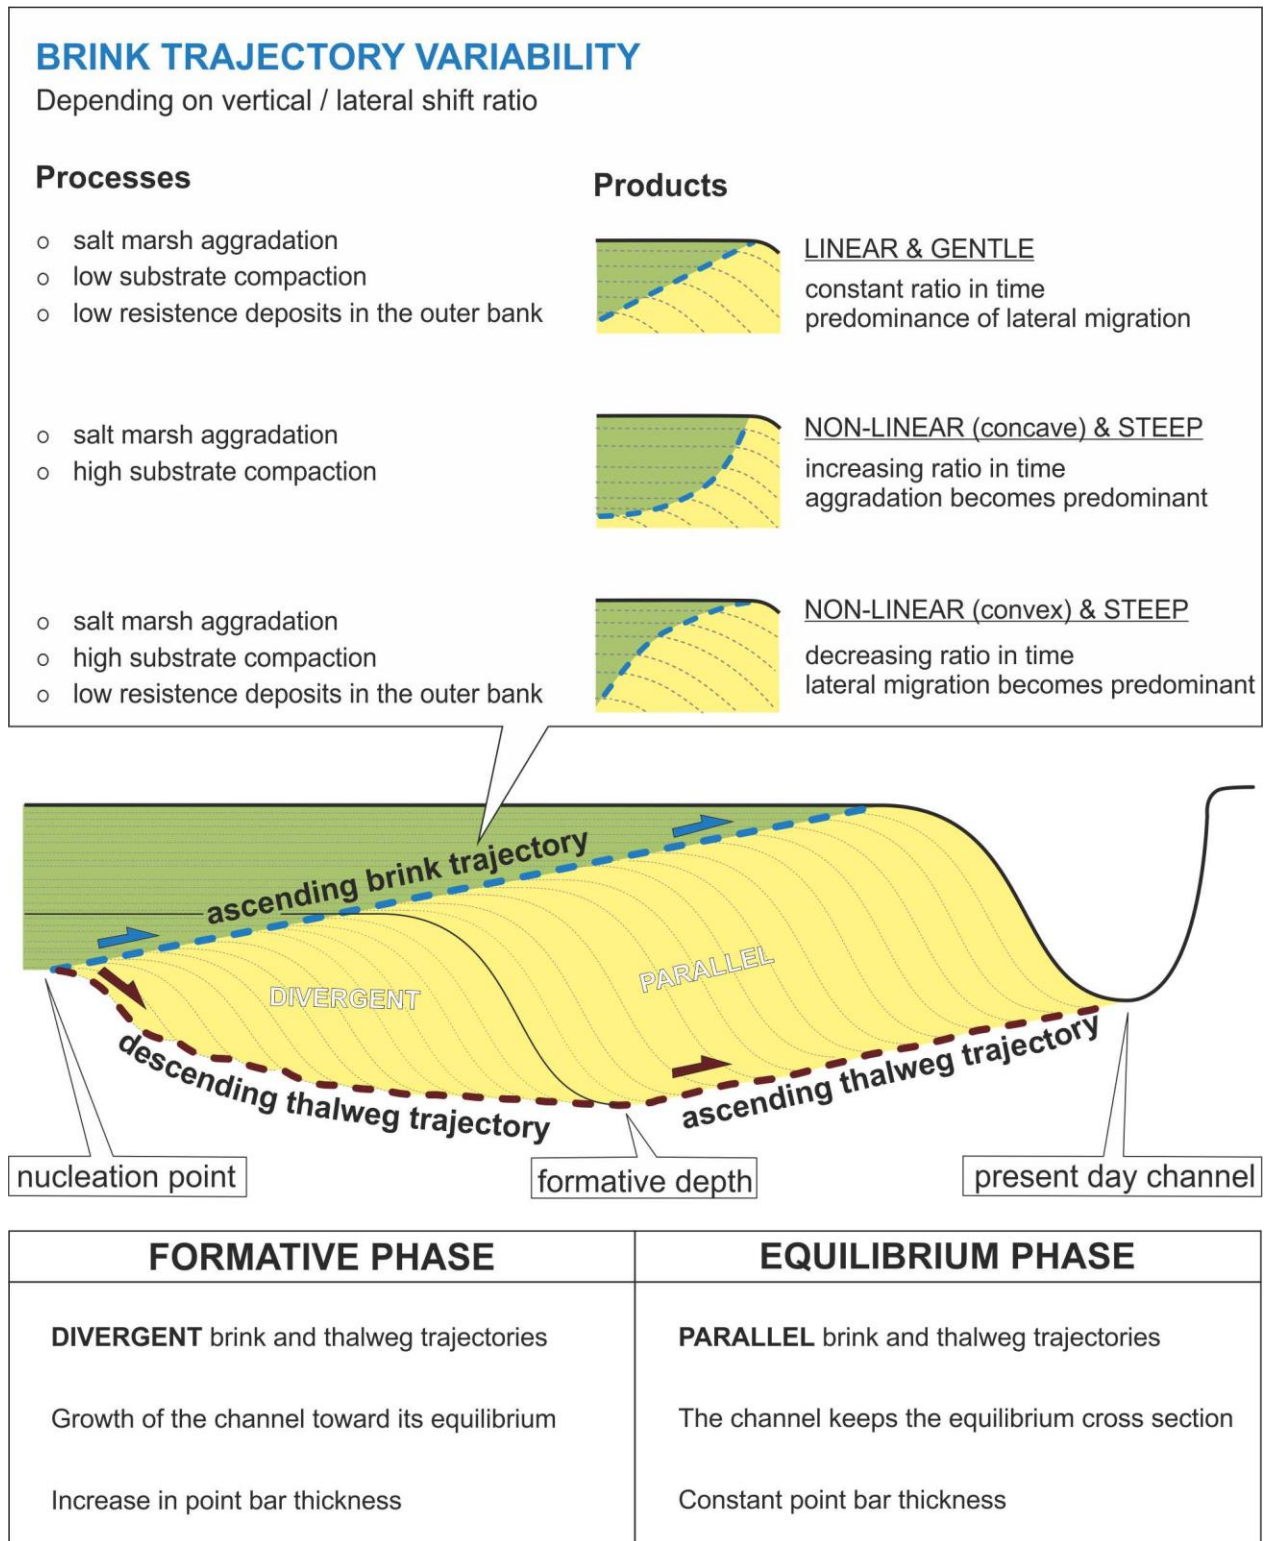 BRINK TRAJECTORY VARIABILITY
Depending on vertical / lateral shift ratio
Processes
o salt marsh aggradation
o low substrate compaction
o low resistence deposits in the outer bank
o salt marsh aggradation
o high substrate compaction
o salt marsh aggradation
o high substrate compaction
o low resistence deposits in the outer bank
Products
LINEAR & GENTLE
constant ratio in time
predominance of lateral migration
NON-LINEAR (concave) & STEEP
increasing ratio in time
aggradation becomes predominant
NON-LINEAR (convex) & STEEP
decreasing ratio in time
lateral migration becomes predominant
ascending brink trajectory
DIVERGENT
PARALLEL
descending thalweg trajectory
ascending thalweg trajectory
nucleation point
formative depth
present day channel
FORMATIVE PHASE
DIVERGENT brink and thalweg trajectories
Growth of the channel toward its equilibrium
Increase in point bar thickness
EQUILIBRIUM PHASE
PARALLEL brink and thalweg trajectories
The channel keeps the equilibrium cross section
Constant point bar thickness